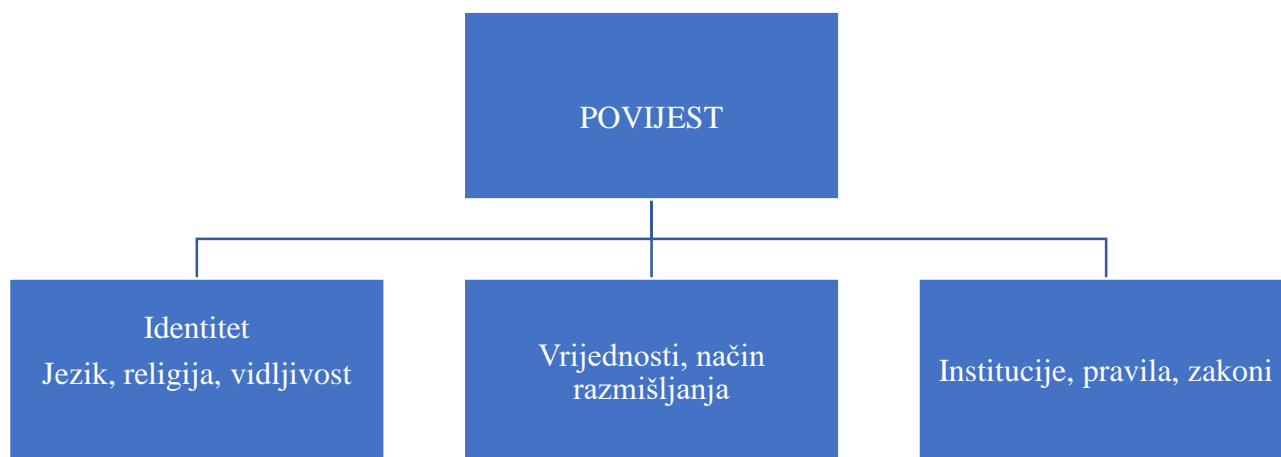 POVIJEST
Identitet
Jezik, religija, vidljivost
Vrijednosti, način
razmišljanja
Institucije, pravila, zakoni